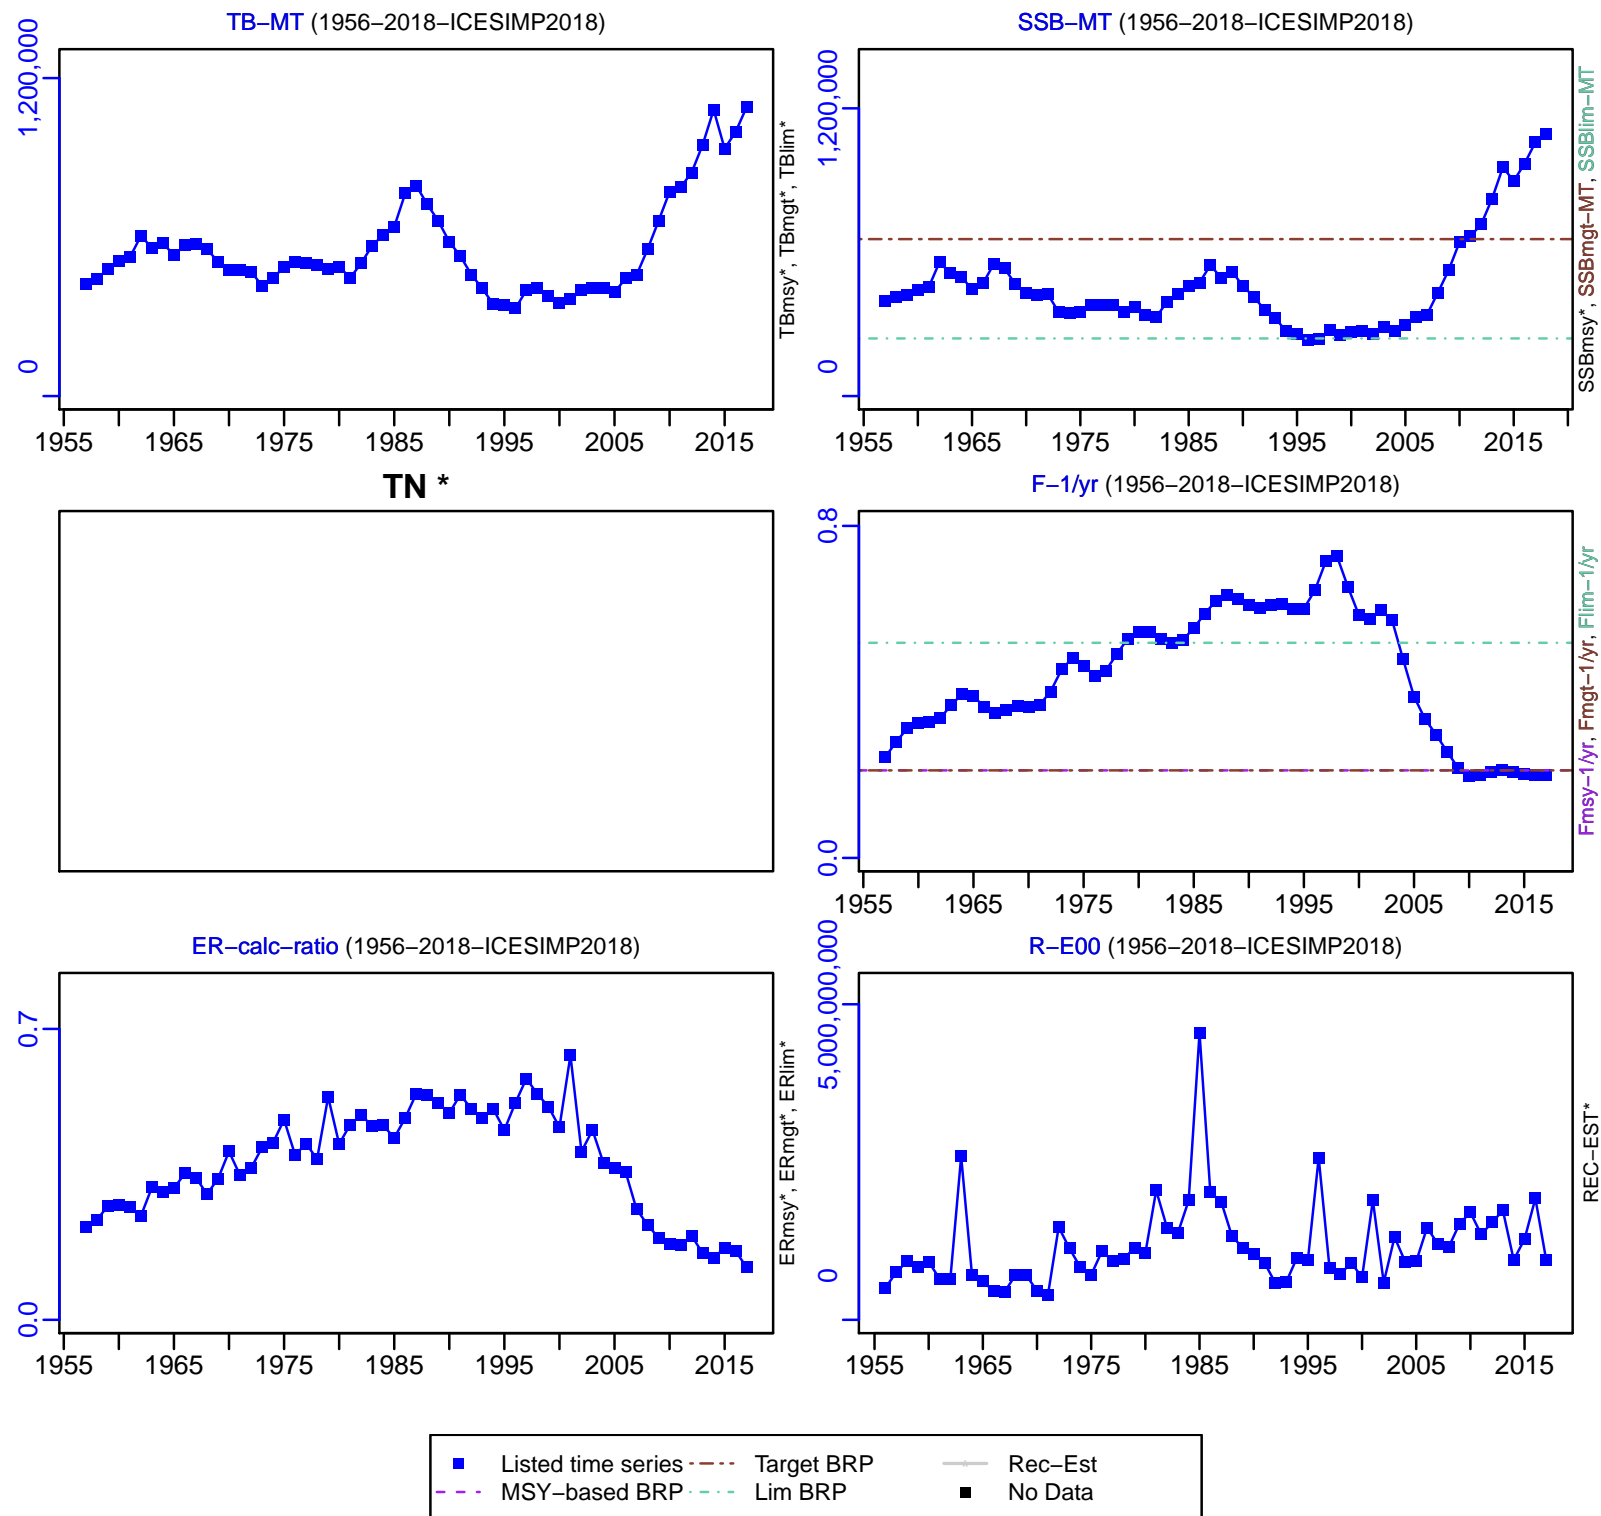 TB−MT (1956−2018−ICESIMP2018)
1,200,000
0
1955 1965 1975 1985 1995 2005 2015
TBmsy*, TBmgt*, TBlim*
SSB−MT (1956−2018−ICESIMP2018)
1,200,000
0
1955 1965 1975 1985 1995 2005 2015
SSBmsy*, SSBmgt−MT, SSBlim−MT
TN *
F−1/yr (1956−2018−ICESIMP2018)
0.8
0.0
1955 1965 1975 1985 1995 2005 2015
Fmsy−1/yr, Fmgt−1/yr, Flim−1/yr
ER−calc−ratio (1956−2018−ICESIMP2018)
0.7
0.0
1955 1965 1975 1985 1995 2005 2015
ERmsy*, ERmgt*, ERlim*
R−E00 (1956−2018−ICESIMP2018)
5,000,000,000
0
1955 1965 1975 1985 1995 2005 2015
REC−EST*
Listed time series Target BRP Rec−Est
MSY−based BRP Lim BRP No Data